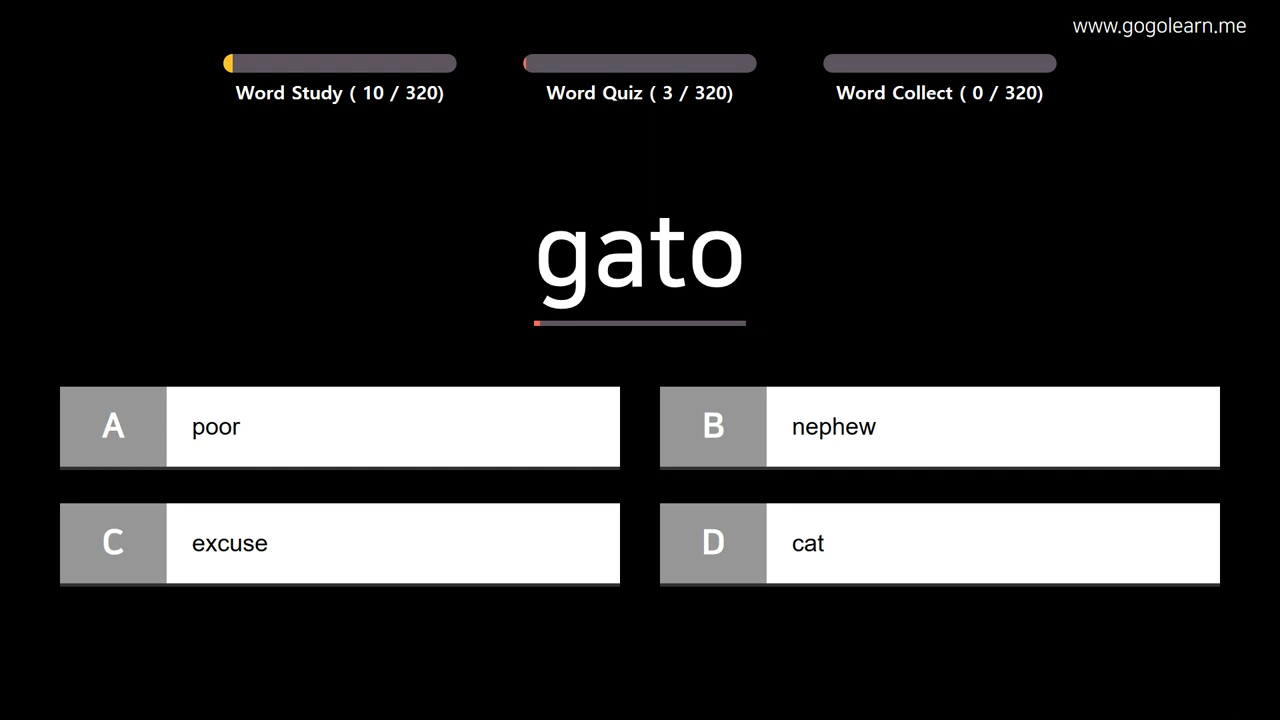 www.gogolearn.me
Word Study ( 10 / 320)
Word Quiz ( 3 / 320)
Word Collect ( 0 / 320)
gato
A poor
B nephew
C excuse
D cat